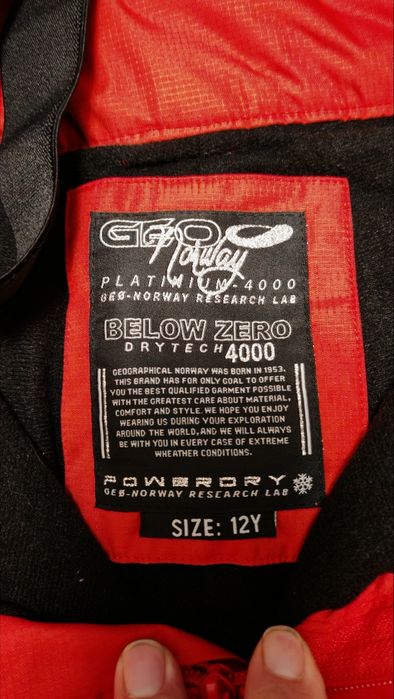 GEO
Norway
PLATINIUM-4000
GEØ-NORWAY RESEARCH LAB
BELOW ZERO
DRYTECH 4000
GEOGRAPHICAL NORWAY WAS BORN IN 1953.
THIS BRAND HAS FOR ONLY GOAL TO OFFER
YOU THE BEST QUALIFIED GARMENT POSSIBLE
WITH THE GREATEST CARE ABOUT MATERIAL,
COMFORT AND STYLE. WE HOPE YOU ENJOY
WEARING US DURING YOUR EXPLORATION
AROUND THE WORLD, AND WE WILL ALWAYS
BE WITH YOU IN EVERY CASE OF EXTREME
WHEATHER CONDITIONS.
POWERDRY
GEØ-NORWAY RESEARCH LAB
SIZE: 12Y